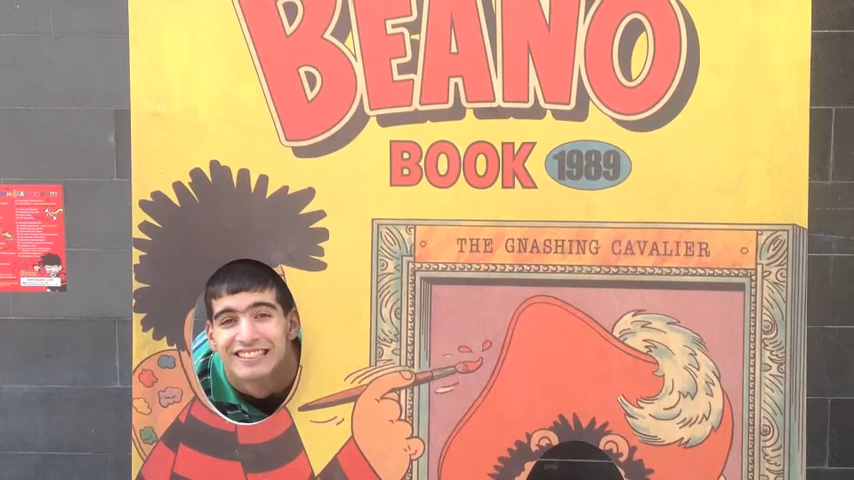 BEANO
BOOK 1989
THE GNASHING CAVALIER